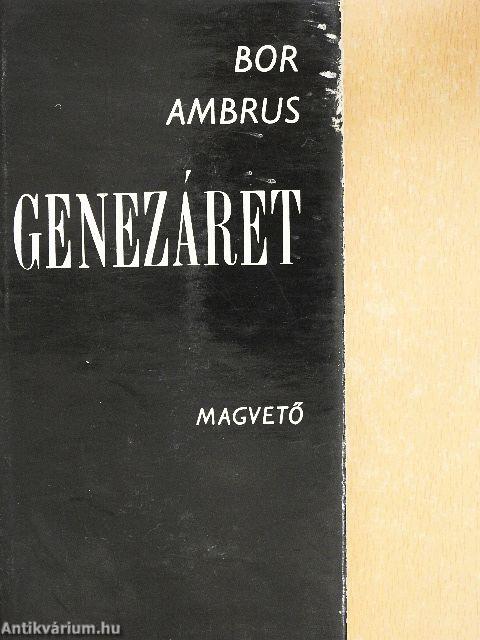 BOR
AMBRUS
GENEZÁRET
MAGVETŐ
Antikvárium.hu